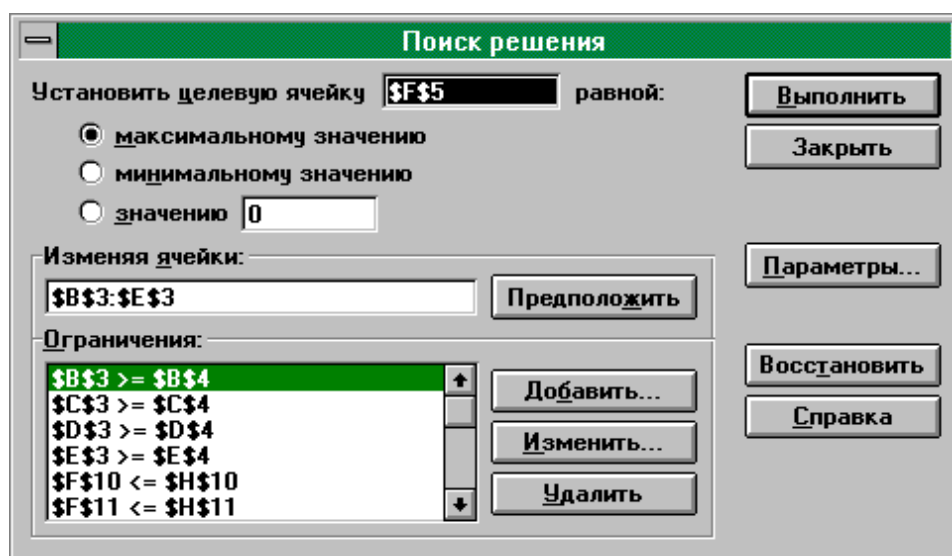 Поиск решения
Установить целевую ячейку $F$5 равной:
максимальному значению
минимальному значению
значению 0
Выполнить
Закрыть
Изменяя ячейки:
$B$3:$E$3
Предположить
Параметры...
Ограничения:
$B$3 >= $B$4
$C$3 >= $C$4
$D$3 >= $D$4
$E$3 >= $E$4
$F$10 <= $H$10
$F$11 <= $H$11
Добавить...
Изменить...
Удалить
Восстановить
Справка